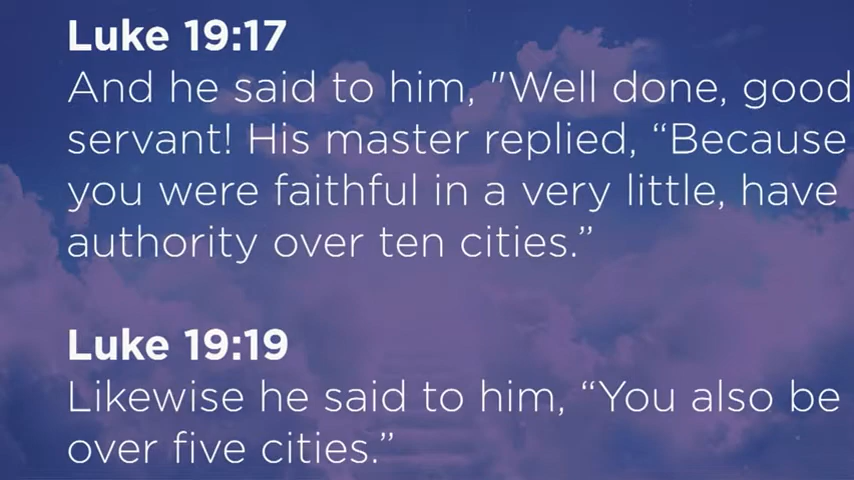 Luke 19:17
And he said to him, "Well done, good
servant! His master replied, “Because
you were faithful in a very little, have
authority over ten cities.”
Luke 19:19
Likewise he said to him, “You also be
over five cities.”